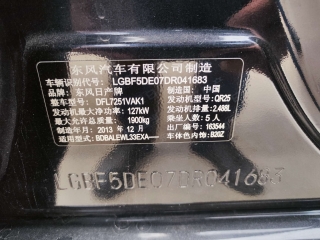 东风汽车有限公司制造
车辆识别代号: LGBF5DE07DR041683
品牌: 东风日产牌 制造国: 中国
整车型号: DFL7251VAK1 发动机型号: QR25
发动机最大净功率: 127kW 发动机排量: 2.488L
最大允许总质量: 1900kg 乘坐人数: 5 人
制造年月: 2013 年 12 月 出厂编号: 163544
适用型式: BDBALEWL33EXA—— 车体色内饰: B20Z
LGBF5DE07DR041683